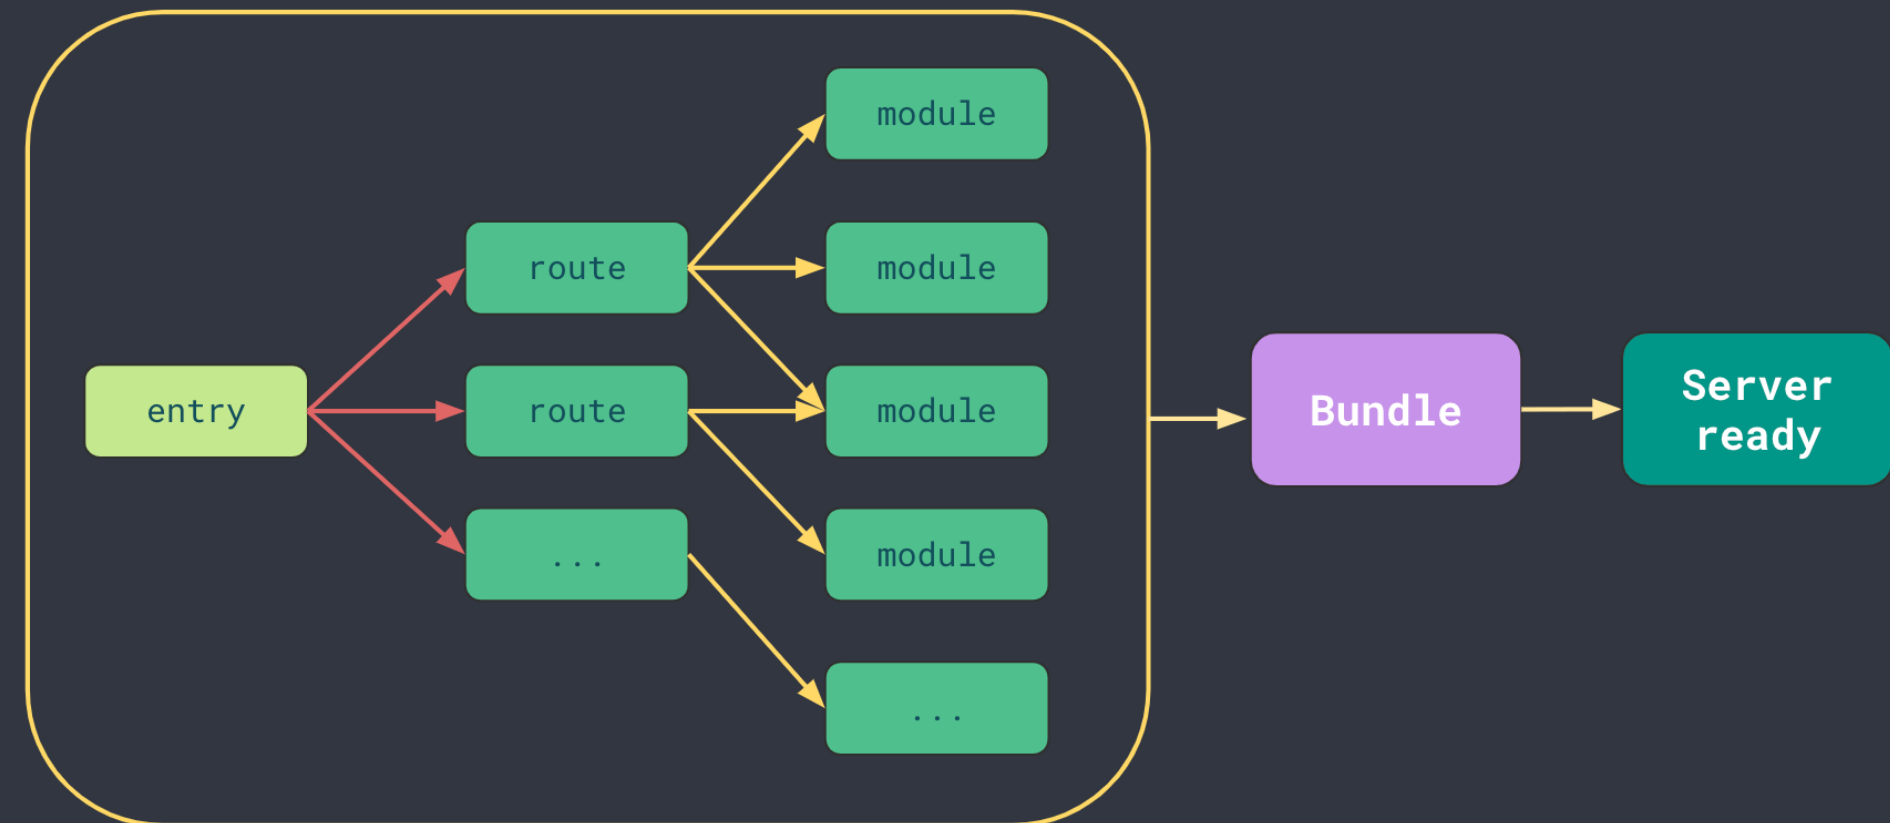 module
route
module
entry
route
module
...
module
...
Bundle
Server
ready